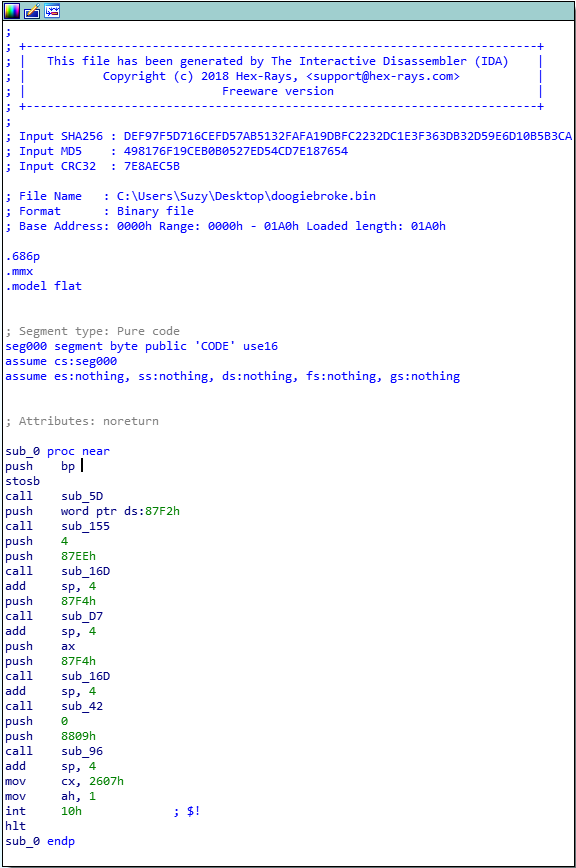 ;
; +-------------------------------------------------------------------------+
; |   This file has been generated by The Interactive Disassembler (IDA)    |
; |           Copyright (c) 2018 Hex-Rays, <support@hex-rays.com>           |
; |                            Freeware version                             |
; +-------------------------------------------------------------------------+
;
; Input SHA256 : DEF97F5D716CEFD57AB5132FAFA19DBFC2232DC1E3F363DB32D59E6D10B5B3CA
; Input MD5    : 498176F19CEB0B0527ED54CD7E187654
; Input CRC32  : 7E8AEC5B

; File Name   : C:\Users\Suzy\Desktop\doogiebroke.bin
; Format      : Binary file
; Base Address: 0000h Range: 0000h - 01A0h Loaded length: 01A0h

.686p
.mmx
.model flat

; Segment type: Pure code
seg000 segment byte public 'CODE' use16
assume cs:seg000
assume es:nothing, ss:nothing, ds:nothing, fs:nothing, gs:nothing

; Attributes: noreturn

sub_0 proc near
push    bp
stosb
call    sub_5D
push    word ptr ds:87F2h
call    sub_155
push    4
push    87EEh
call    sub_16D
add     sp, 4
push    87F4h
call    sub_D7
add     sp, 4
push    ax
push    87F4h
call    sub_16D
add     sp, 4
call    sub_42
push    0
push    8809h
call    sub_96
add     sp, 4
mov     cx, 2607h
mov     ah, 1
int     10h             ; $!
hlt
sub_0 endp